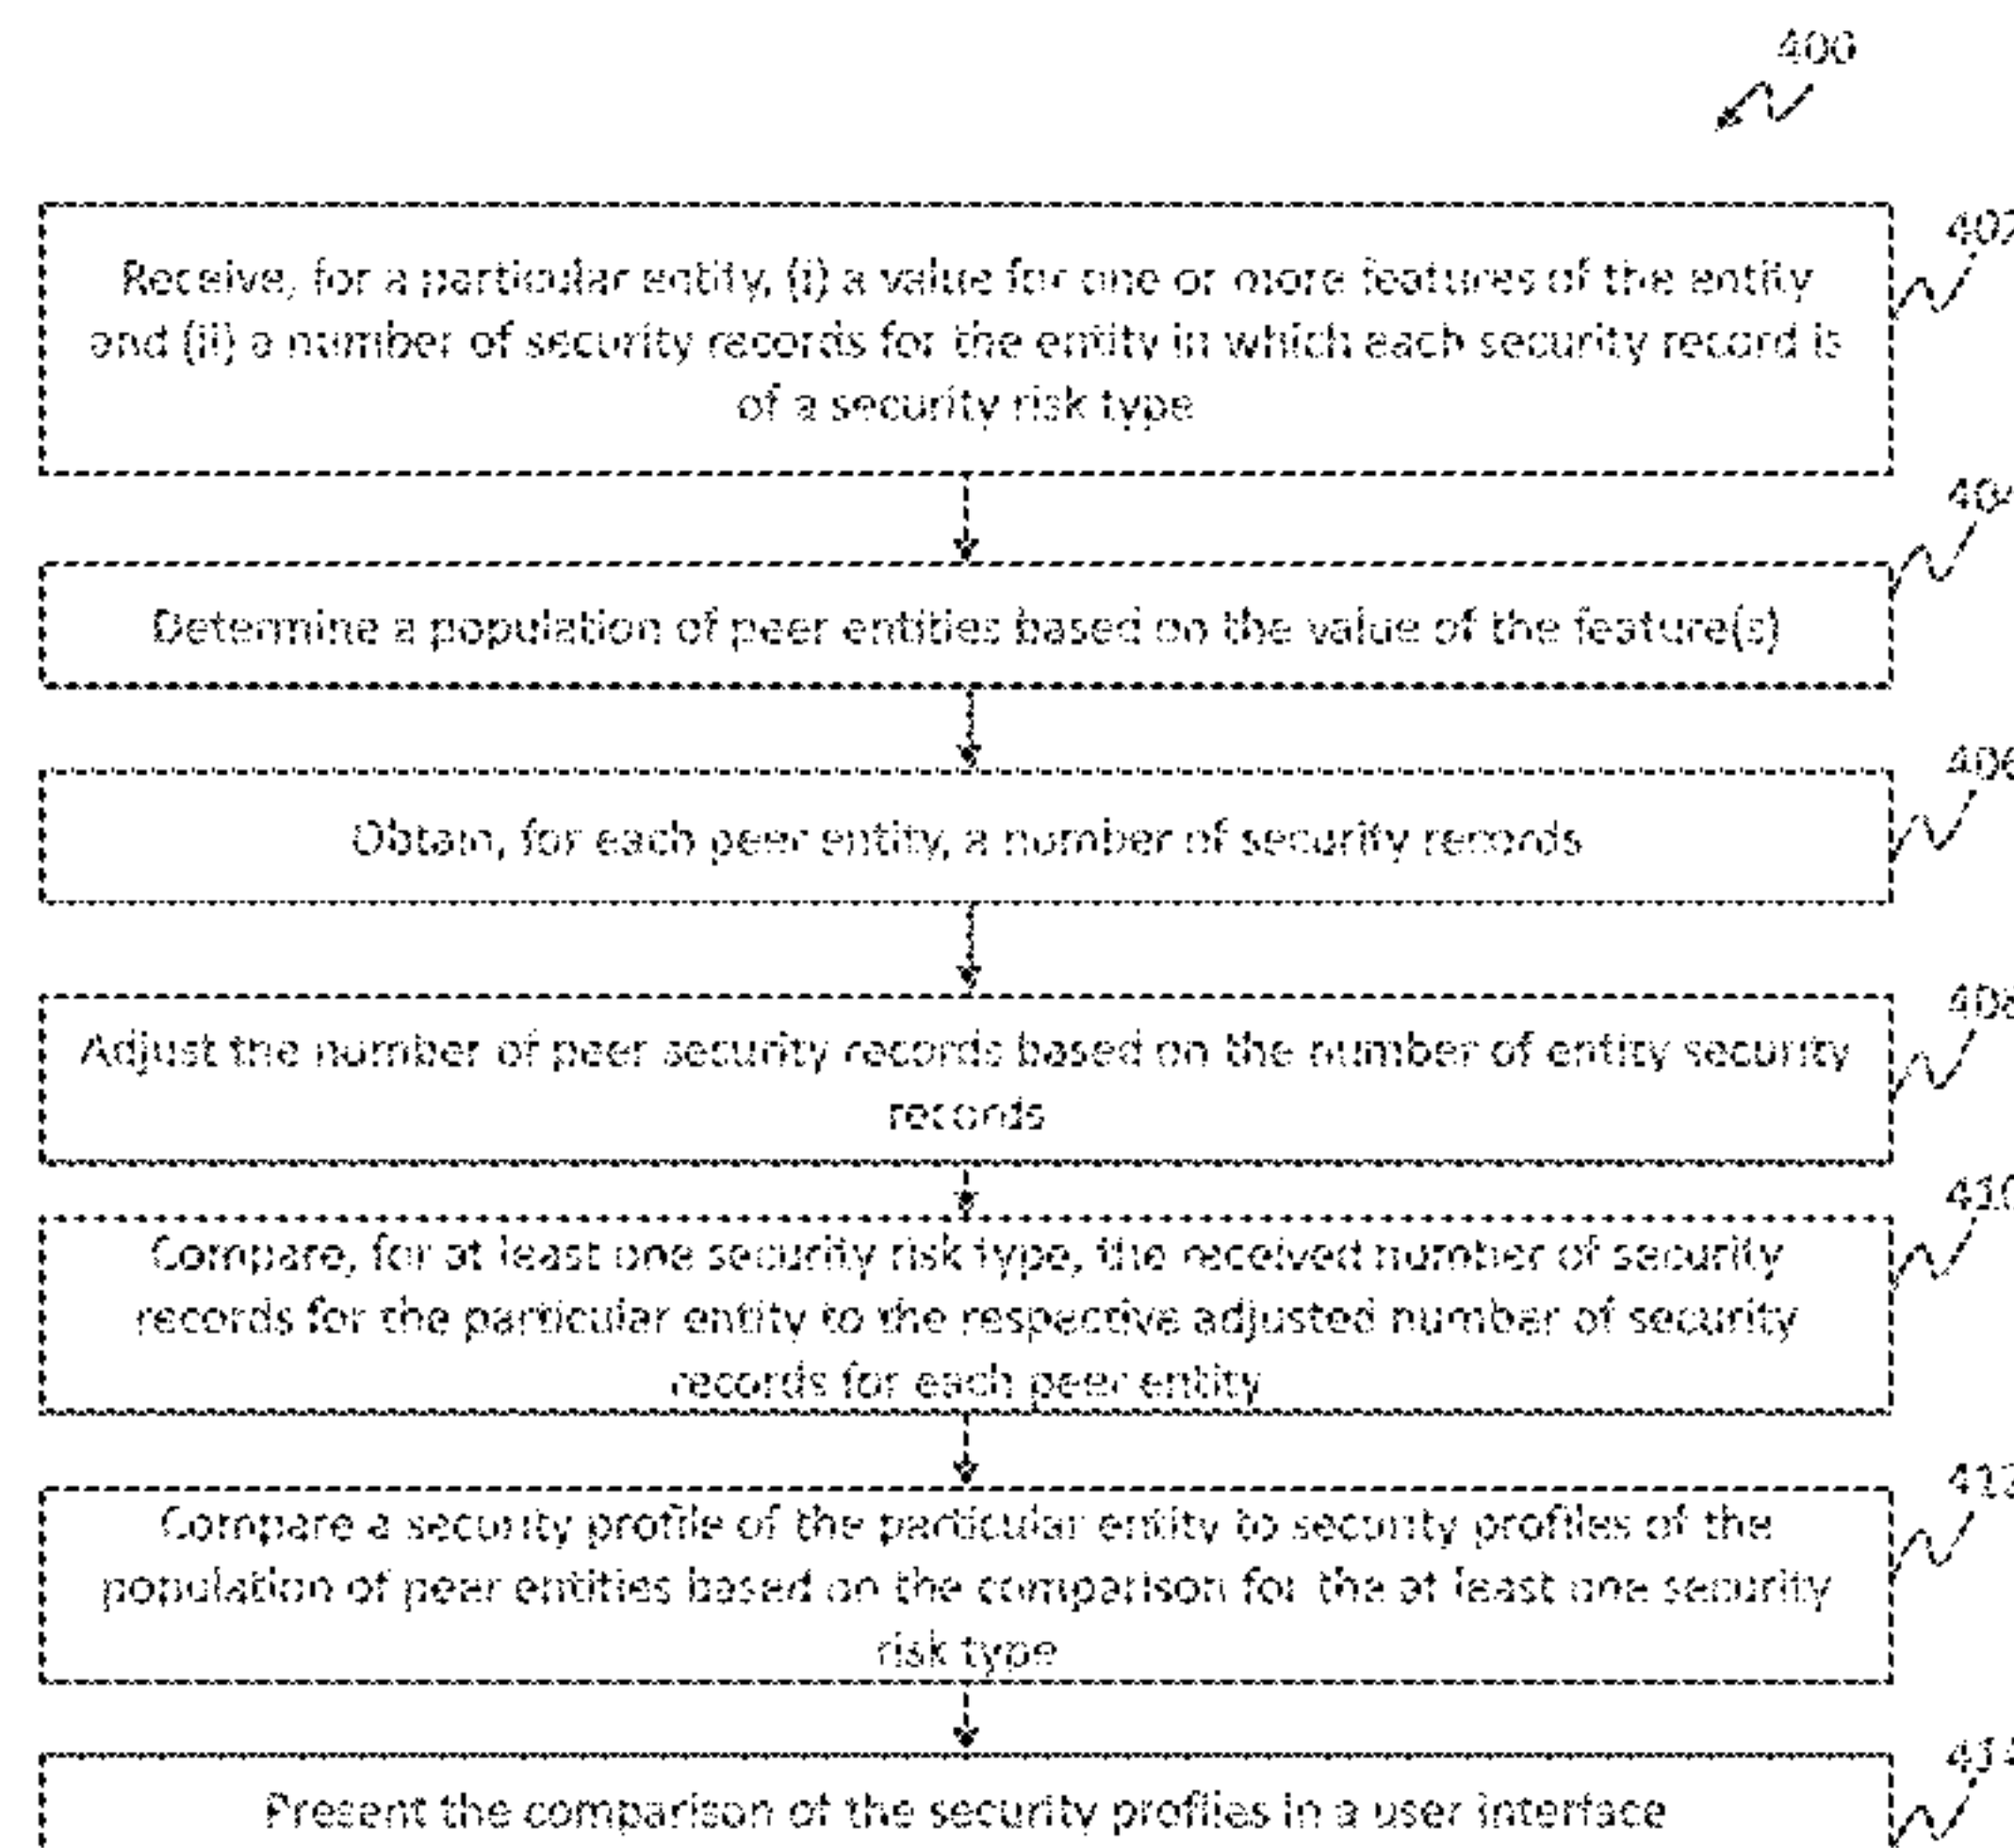 400
402
Receive, for a particular entity, (i) a value for one or more features of the entity
and (ii) a number of security records for the entity in which each security record is
of a security risk type
404
Determine a population of peer entities based on the value of the feature(s)
406
Obtain, for each peer entity, a number of security records
408
Adjust the number of peer security records based on the number of entity security
records
410
Compare, for at least one security risk type, the received number of security
records for the particular entity to the respective adjusted number of security
records for each peer entity
412
Compare a security profile of the particular entity to security profiles of the
population of peer entities based on the comparison for the at least one security
risk type
414
Present the comparison of the security profiles in a user interface